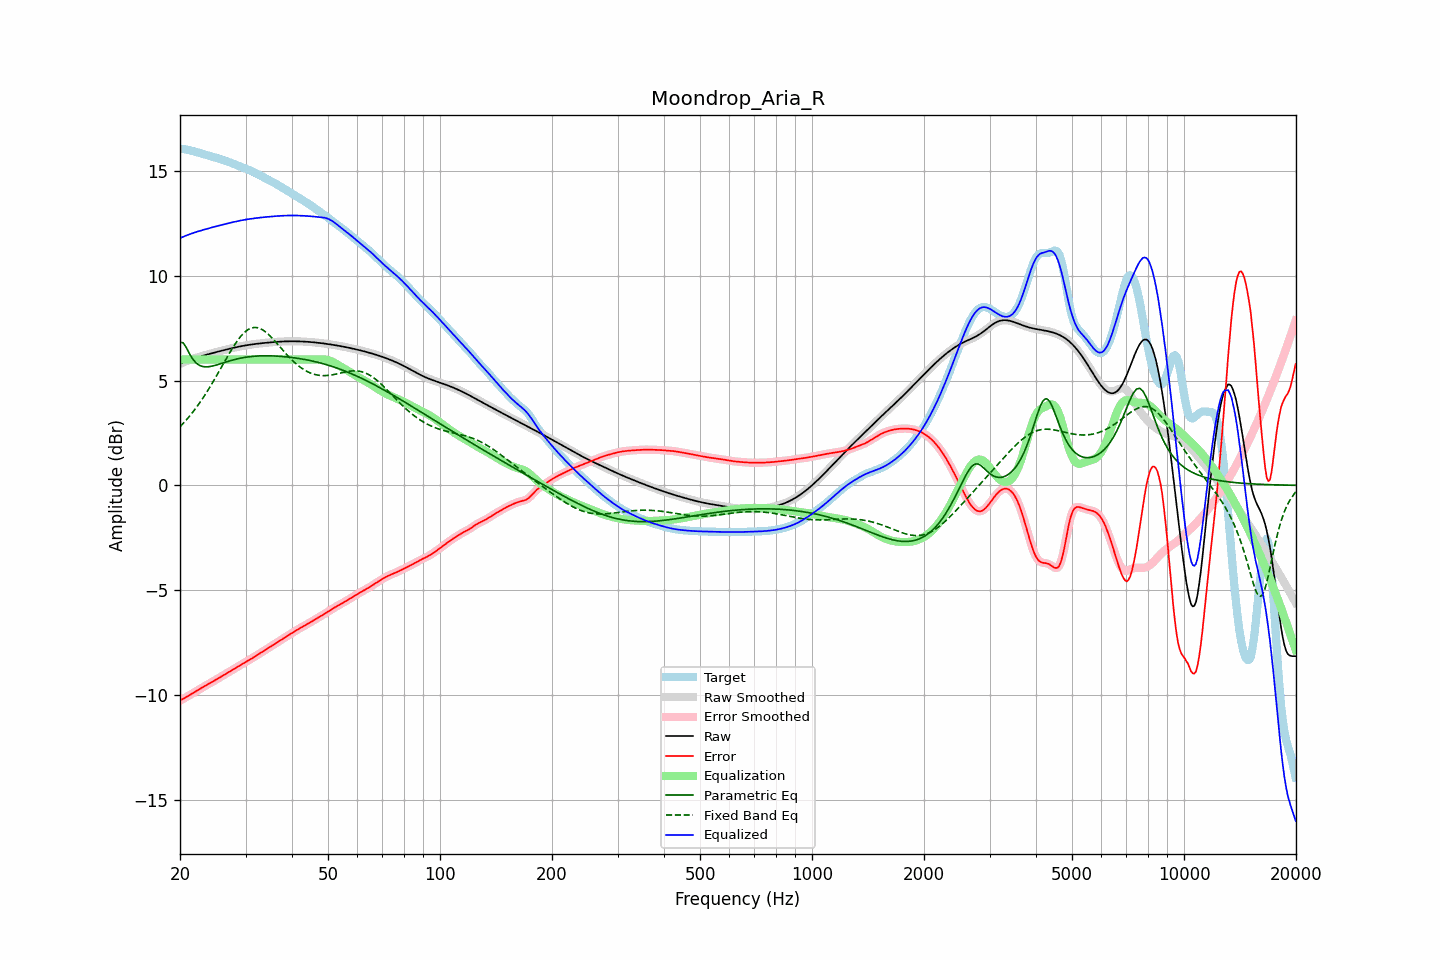 Moondrop_Aria_R
Amplitude (dBr)
15
10
5
0
−5
−10
−15
Target
Raw Smoothed
Error Smoothed
Raw
Error
Equalization
Parametric Eq
Fixed Band Eq
Equalized
20 50 100 200 500 1000 2000 5000 10000 20000
Frequency (Hz)